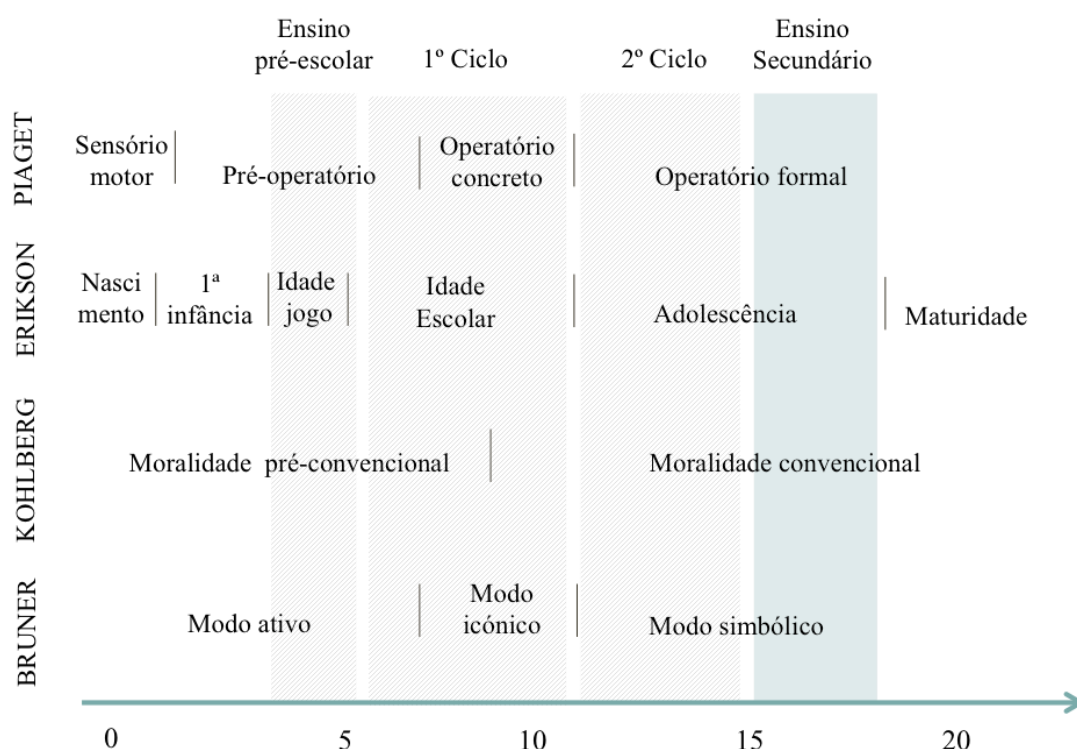 Ensino
pré-escolar
1º Ciclo
2º Ciclo
Ensino
Secundário
PIAGET
Sensório
motor
Pré-operatório
Operatório
concreto
Operatório formal
ERIKSON
Nasci
mento
1ª
infância
Idade
jogo
Idade
Escolar
Adolescência
Maturidade
KOHLBERG
Moralidade pré-convencional
Moralidade convencional
BRUNER
Modo ativo
Modo
icónico
Modo simbólico
0
5
10
15
20